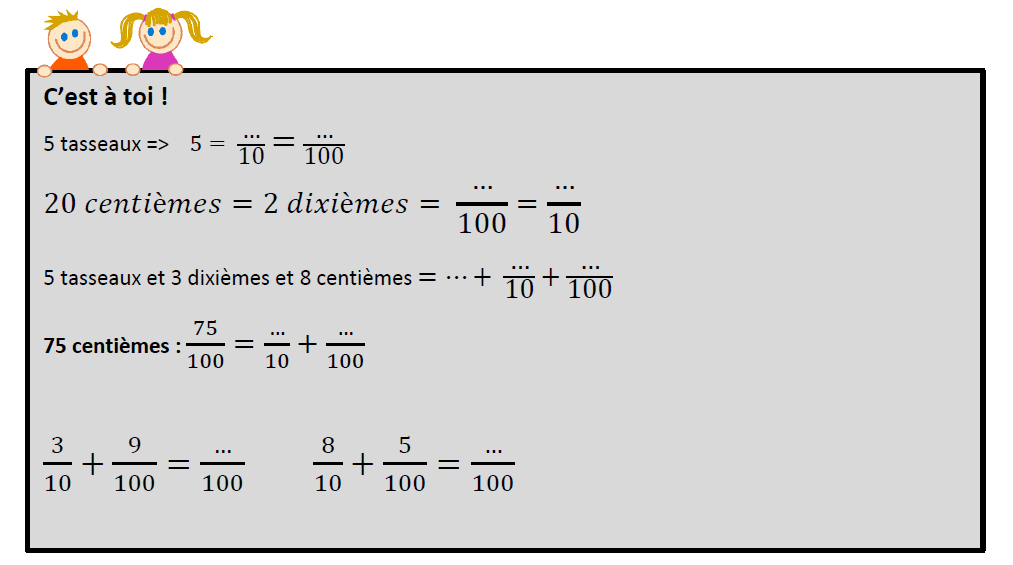 C'est à toi !
5 tasseaux => 5 = …/10 = …/100
20 centièmes = 2 dixièmes = …/100 = …/10
5 tasseaux et 3 dixièmes et 8 centièmes = ⋯ + …/10 + …/100
75 centièmes : 75/100 = …/10 + …/100
3/10 + 9/100 = …/100 8/10 + 5/100 = …/100